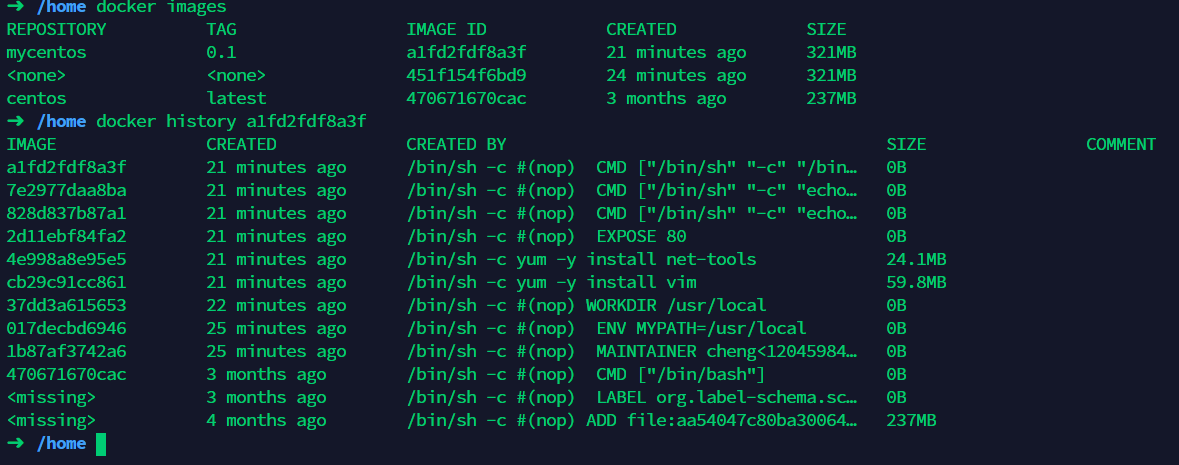 ➜ /home docker images
REPOSITORY TAG IMAGE ID CREATED SIZE
mycentos 0.1 a1fd2fdf8a3f 21 minutes ago 321MB
<none> <none> 451f154f6bd9 24 minutes ago 321MB
centos latest 470671670cac 3 months ago 237MB
➜ /home docker history a1fd2fdf8a3f
IMAGE CREATED CREATED BY SIZE COMMENT
a1fd2fdf8a3f 21 minutes ago /bin/sh -c #(nop) CMD ["/bin/sh" "-c" "/bin… 0B
7e2977daa8ba 21 minutes ago /bin/sh -c #(nop) CMD ["/bin/sh" "-c" "echo… 0B
828d837b87a1 21 minutes ago /bin/sh -c #(nop) CMD ["/bin/sh" "-c" "echo… 0B
2d11ebf84fa2 21 minutes ago /bin/sh -c #(nop) EXPOSE 80 0B
4e998a8e95e5 21 minutes ago /bin/sh -c yum -y install net-tools 24.1MB
cb29c91cc861 21 minutes ago /bin/sh -c yum -y install vim 59.8MB
37dd3a615653 22 minutes ago /bin/sh -c #(nop) WORKDIR /usr/local 0B
017decbd6946 25 minutes ago /bin/sh -c #(nop) ENV MYPATH=/usr/local 0B
1b87af3742a6 25 minutes ago /bin/sh -c #(nop) MAINTAINER cheng<12045984… 0B
470671670cac 3 months ago /bin/sh -c #(nop) CMD ["/bin/bash"] 0B
<missing> 3 months ago /bin/sh -c #(nop) LABEL org.label-schema.sc… 0B
<missing> 4 months ago /bin/sh -c #(nop) ADD file:aa54047c80ba30064… 237MB
➜ /home